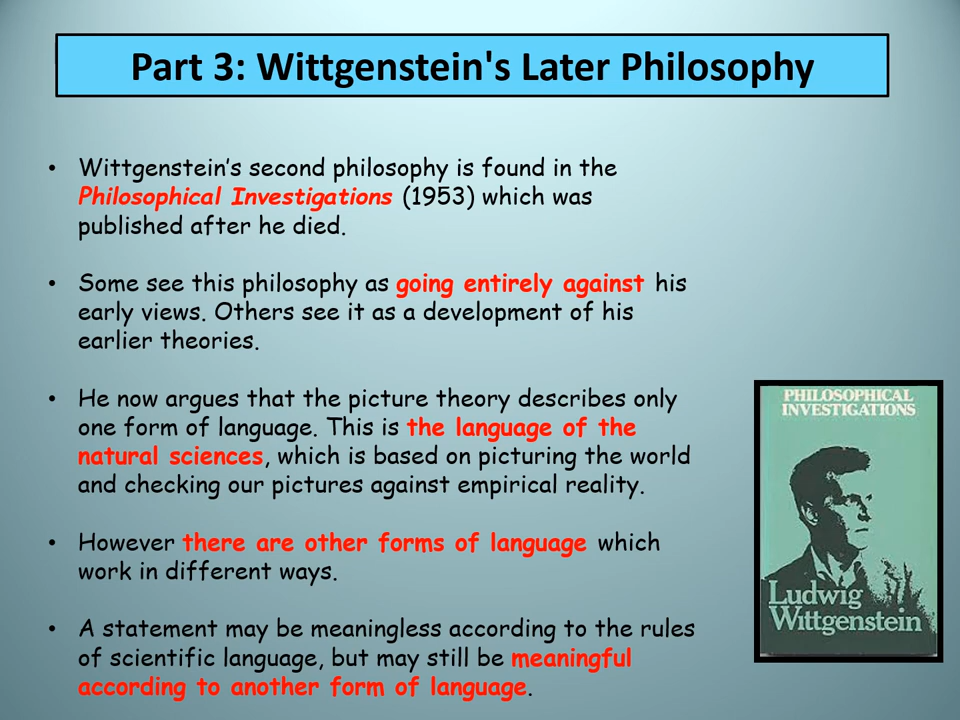 Part 3: Wittgenstein's Later Philosophy
• Wittgenstein’s second philosophy is found in the
Philosophical Investigations (1953) which was
published after he died.
• Some see this philosophy as going entirely against his
early views. Others see it as a development of his
earlier theories.
• He now argues that the picture theory describes only
one form of language. This is the language of the
natural sciences, which is based on picturing the world
and checking our pictures against empirical reality.
• However there are other forms of language which
work in different ways.
• A statement may be meaningless according to the rules
of scientific language, but may still be meaningful
according to another form of language.
PHILOSOPHICAL
INVESTIGATIONS
Ludwig
Wittgenstein